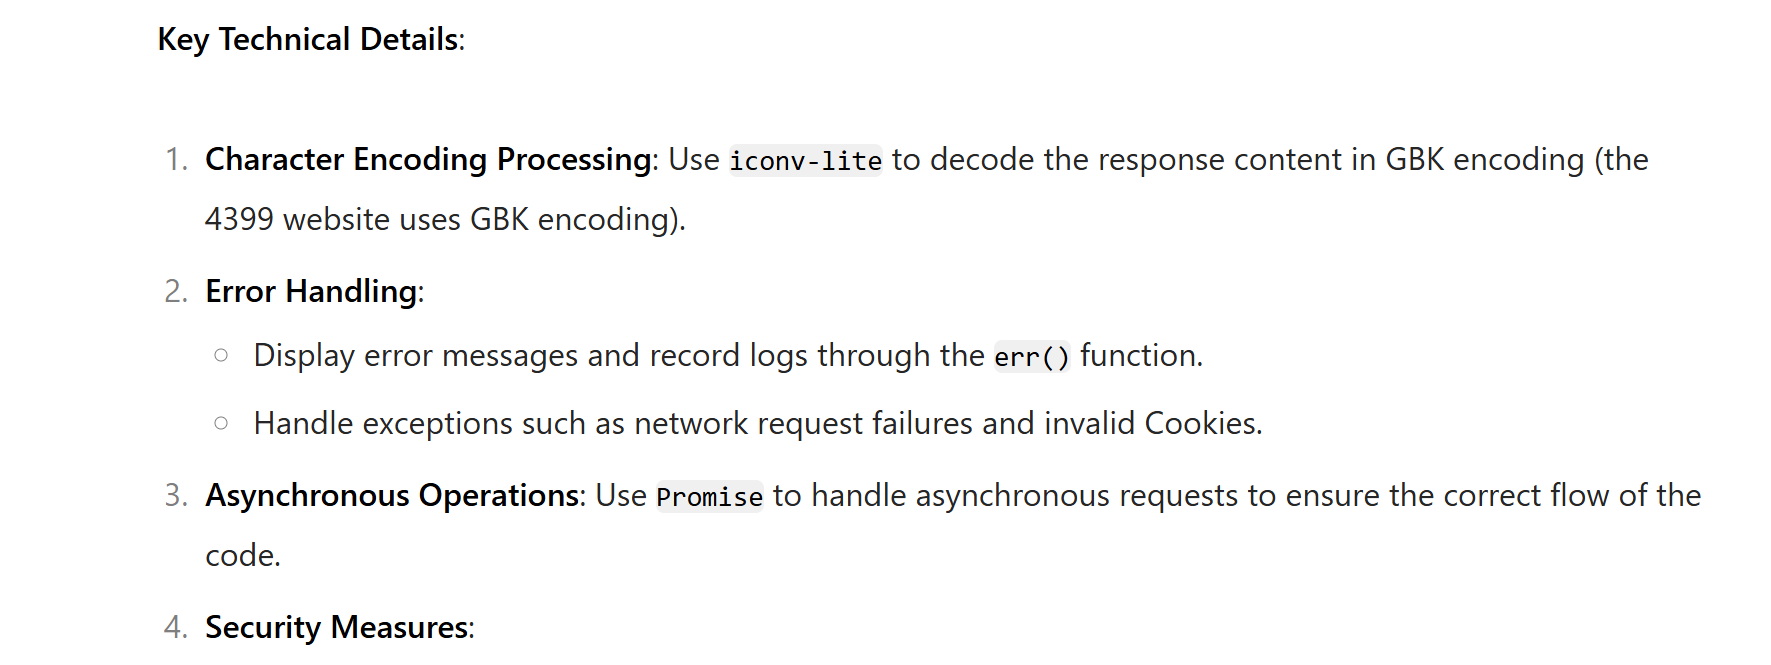 Key Technical Details:
1. Character Encoding Processing: Use iconv-lite to decode the response content in GBK encoding (the
4399 website uses GBK encoding).
2. Error Handling:
○ Display error messages and record logs through the err() function.
○ Handle exceptions such as network request failures and invalid Cookies.
3. Asynchronous Operations: Use Promise to handle asynchronous requests to ensure the correct flow of the
code.
4. Security Measures: